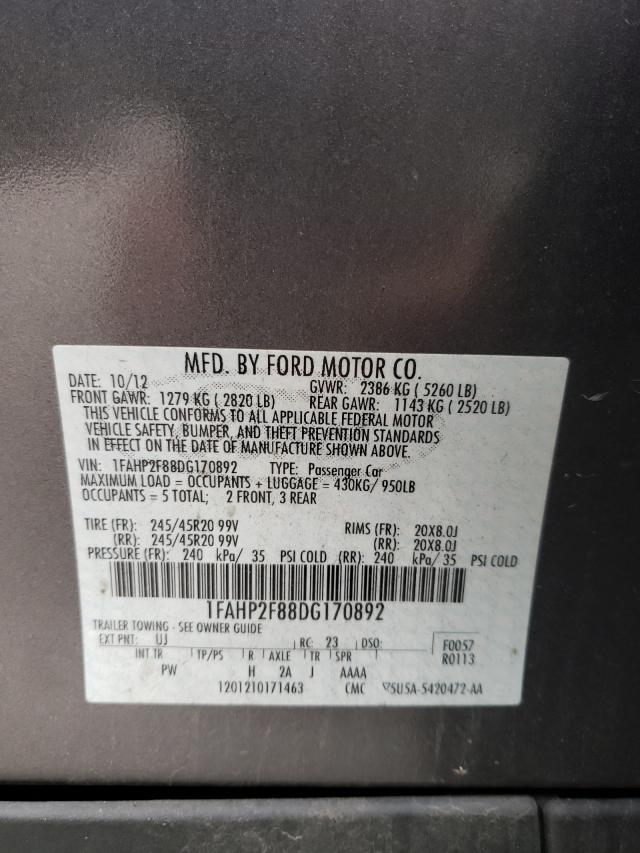 MFD. BY FORD MOTOR CO.
DATE: 10/12 GVWR: 2386 KG ( 5260 LB)
FRONT GAWR: 1279 KG ( 2820 LB) REAR GAWR: 1143 KG ( 2520 LB)
THIS VEHICLE CONFORMS TO ALL APPLICABLE FEDERAL MOTOR
VEHICLE SAFETY, BUMPER, AND THEFT PREVENTION STANDARDS
IN EFFECT ON THE DATE OF MANUFACTURE SHOWN ABOVE.
VIN: 1FAHP2F88DG170892 TYPE: Passenger Car
MAXIMUM LOAD = OCCUPANTS + LUGGAGE = 430KG/ 950LB
OCCUPANTS = 5 TOTAL; 2 FRONT, 3 REAR
TIRE (FR): 245/45R20 99V RIMS (FR): 20X8.0J
(RR): 245/45R20 99V (RR): 20X8.0J
PRESSURE (FR): 240 kPa/ 35 PSI COLD (RR): 240 kPa/ 35 PSI COLD
1FAHP2F88DG170892
TRAILER TOWING - SEE OWNER GUIDE
EXT PNT: UJ RC: 23 DSO: F0057
INT TR TP/PS R AXLE TR SPR R0113
PW H 2A J AAAA
1201210171463 CMC 5U5A-5420472-AA